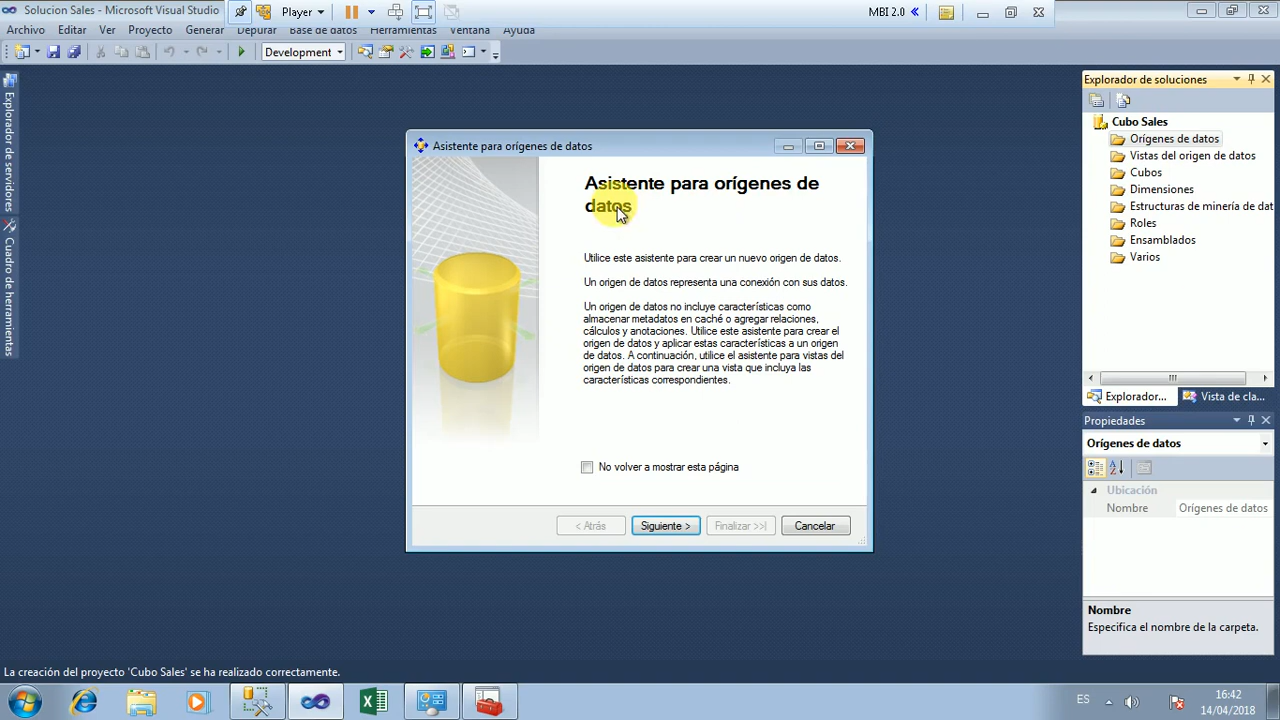 Solucion Sales - Microsoft Visual Studio
Player
MBI 2.0
Archivo Editar Ver Proyecto Generar Depurar Base de datos Herramientas Ventana Ayuda
Development
Explorador de servidores
Cuadro de herramientas
Explorador de soluciones
Cubo Sales
Orígenes de datos
Vistas del origen de datos
Cubos
Dimensiones
Estructuras de minería de dat
Roles
Ensamblados
Varios
Explorador...
Vista de cla...
Propiedades
Orígenes de datos
Ubicación
Nombre Orígenes de datos
Nombre
Especifica el nombre de la carpeta.
Asistente para orígenes de datos
Asistente para orígenes de
datos
Utilice este asistente para crear un nuevo origen de datos.
Un origen de datos representa una conexión con sus datos.
Un origen de datos no incluye características como
almacenar metadatos en caché o agregar relaciones,
cálculos y anotaciones. Utilice este asistente para crear el
origen de datos y aplicar estas características a un origen
de datos. A continuación, utilice el asistente para vistas del
origen de datos para crear una vista que incluya las
características correspondientes.
No volver a mostrar esta página
< Atrás
Siguiente >
Finalizar >>|
Cancelar
La creación del proyecto 'Cubo Sales' se ha realizado correctamente.
ES
16:42
14/04/2018